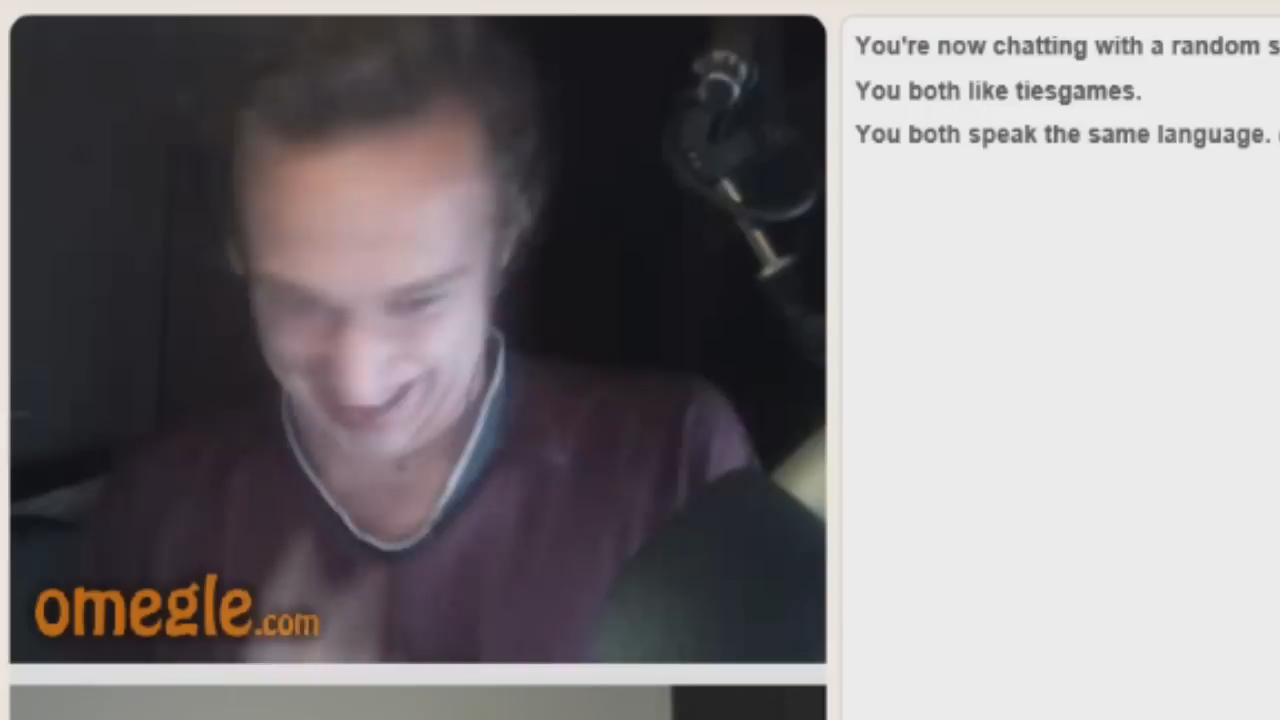 You're now chatting with a random s
You both like tiesgames.
You both speak the same language.
omegle.com